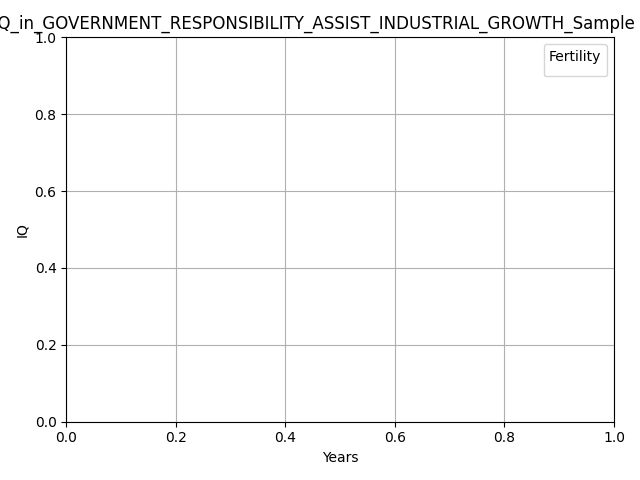 Q_in_GOVERNMENT_RESPONSIBILITY_ASSIST_INDUSTRIAL_GROWTH_Sample
Fertility
1.0
0.8
0.6
IQ
0.4
0.2
0.0
0.0 0.2 0.4 0.6 0.8 1.0
Years